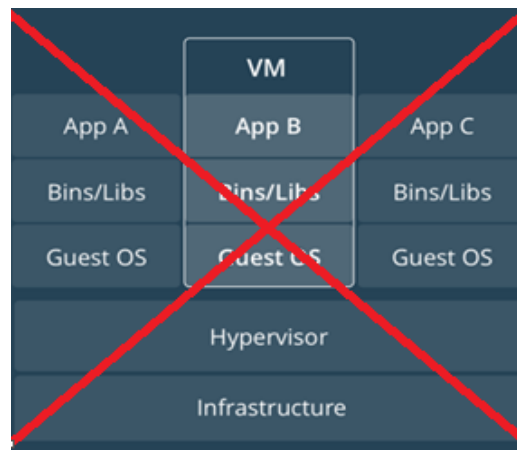 VM
App A App B App C
Bins/Libs Bins/Libs Bins/Libs
Guest OS Guest OS Guest OS
Hypervisor
Infrastructure